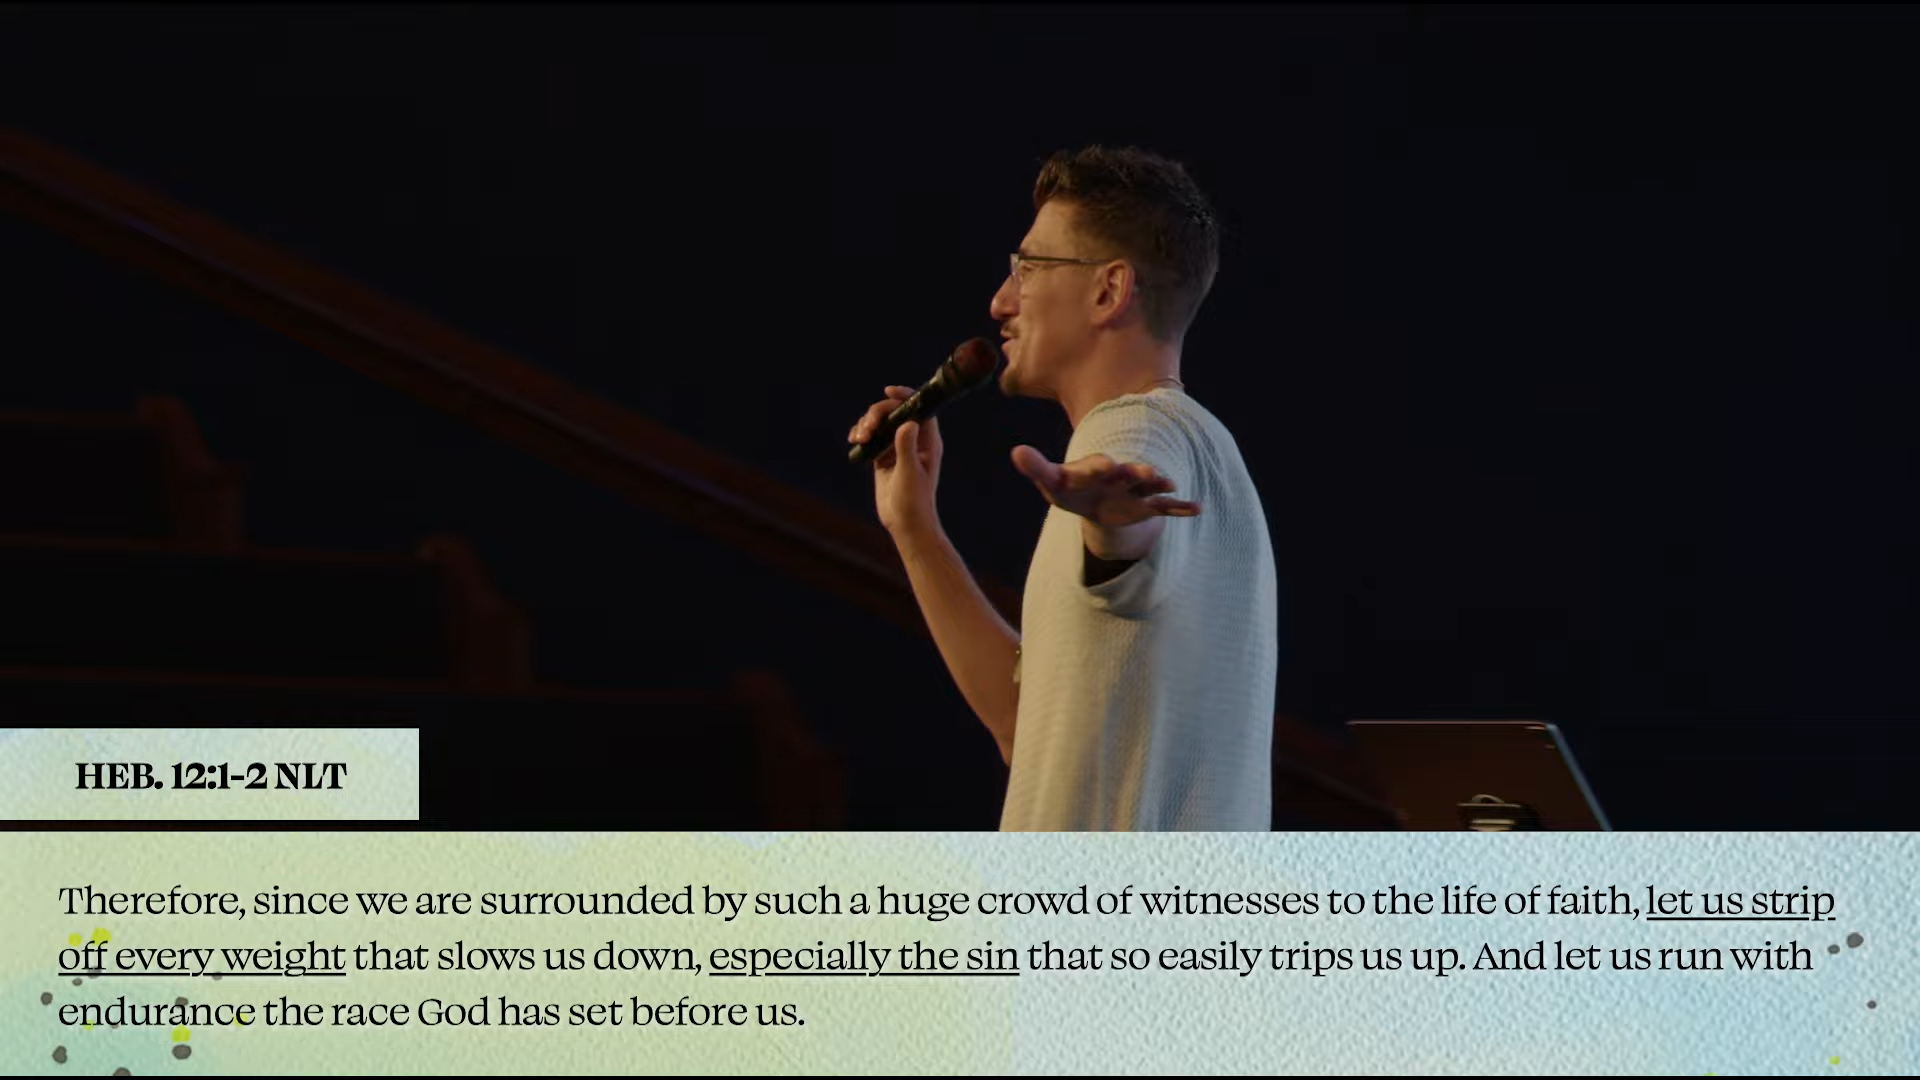 HEB. 12:1-2 NLT
Therefore, since we are surrounded by such a huge crowd of witnesses to the life of faith, let us strip
off every weight that slows us down, especially the sin that so easily trips us up. And let us run with
endurance the race God has set before us.